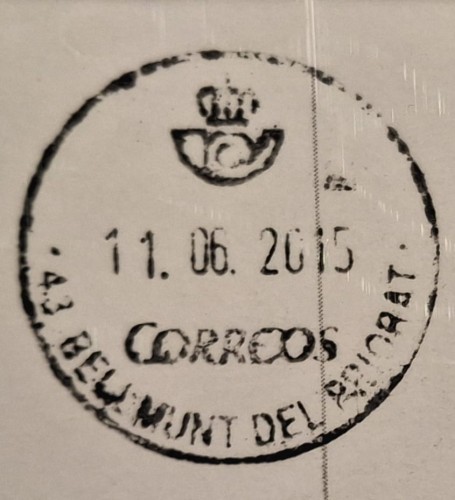 11. 06. 2015
CORREOS
·43 BELLMUNT DEL PRIORAT·